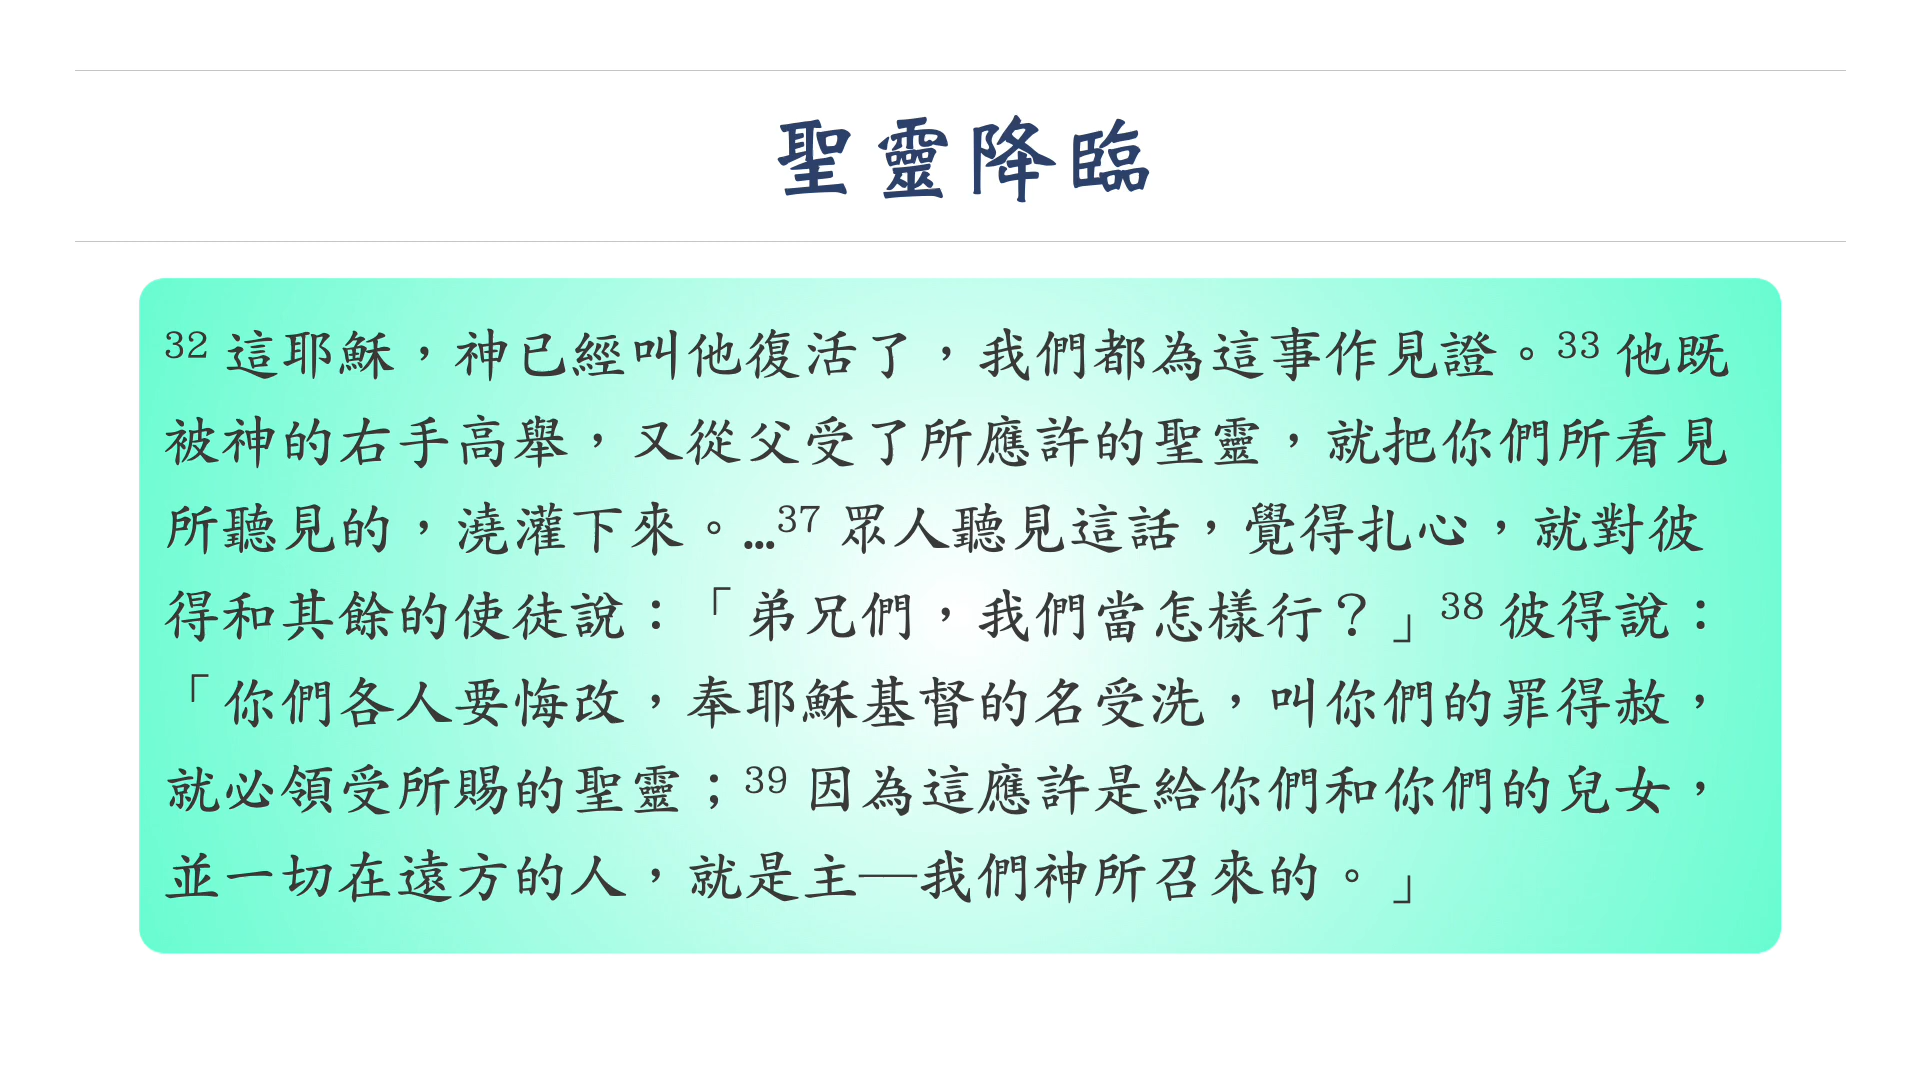 聖靈降臨
32 這耶穌，神已經叫他復活了，我們都為這事作見證。33 他既
被神的右手高舉，又從父受了所應許的聖靈，就把你們所看見
所聽見的，澆灌下來。…37 眾人聽見這話，覺得扎心，就對彼
得和其餘的使徒說：「弟兄們，我們當怎樣行？」38 彼得說：
「你們各人要悔改，奉耶穌基督的名受洗，叫你們的罪得赦，
就必領受所賜的聖靈；39 因為這應許是給你們和你們的兒女，
並一切在遠方的人，就是主—我們神所召來的。」